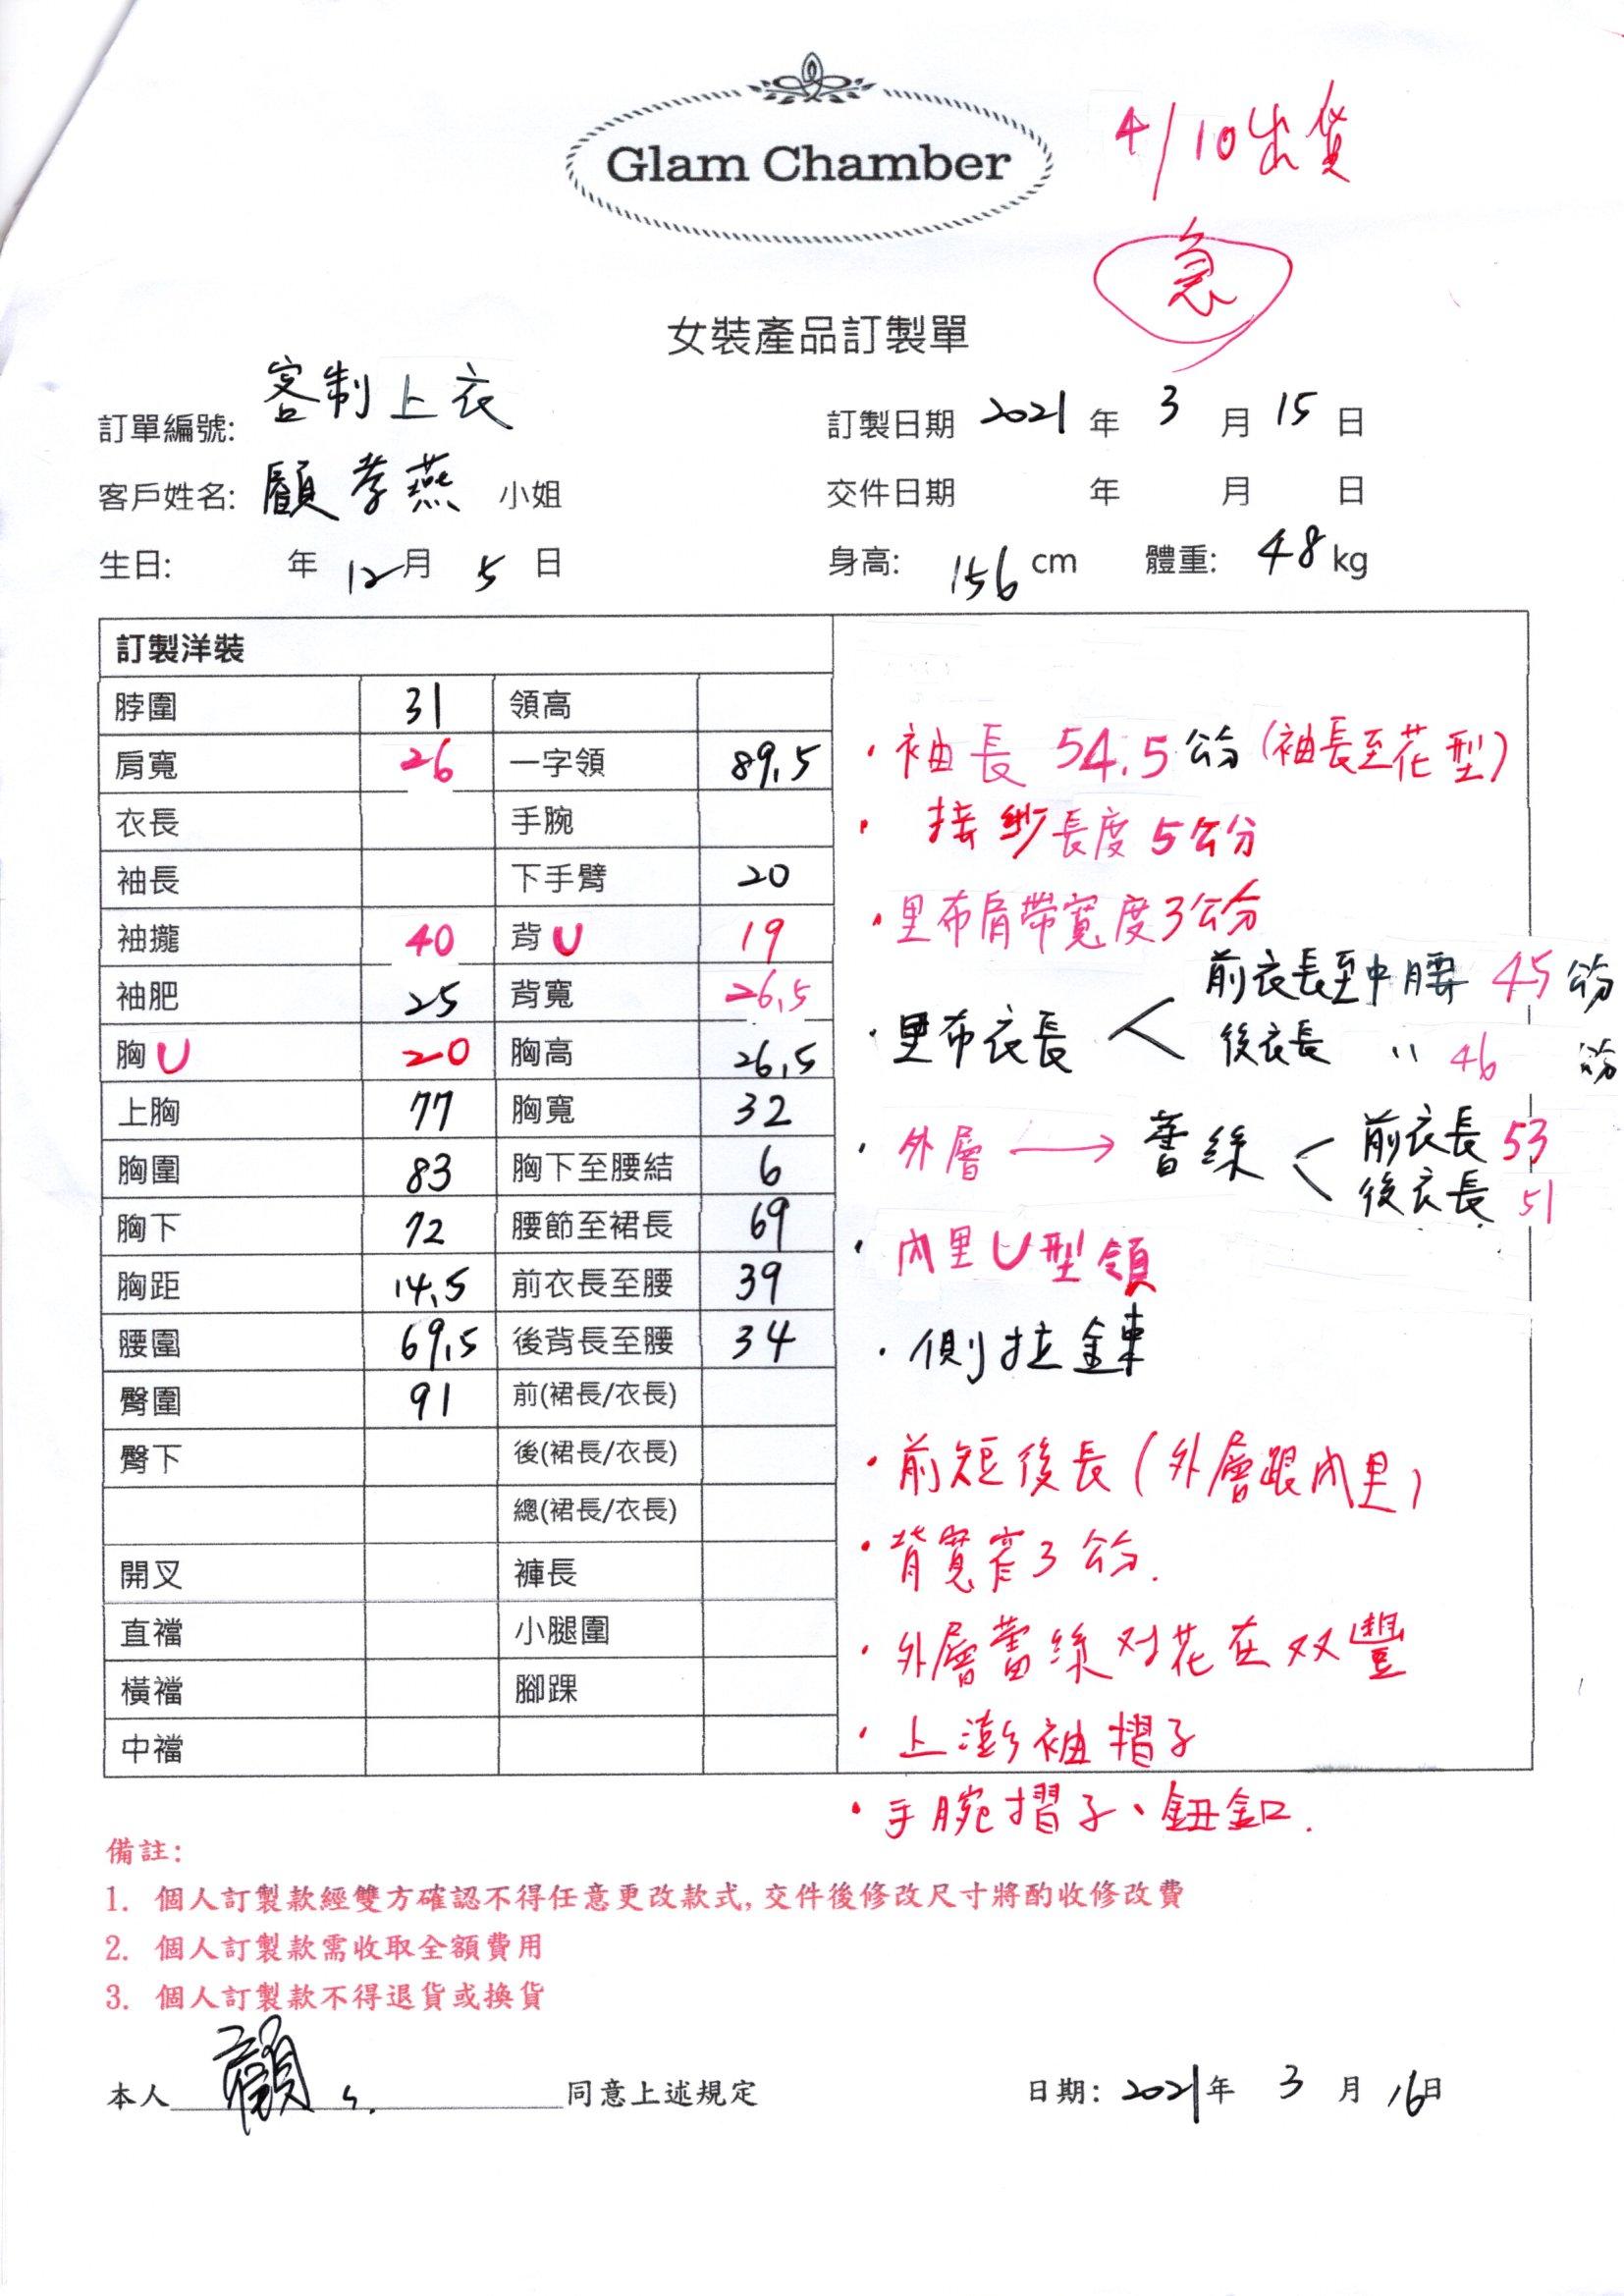 Glam Chamber
4/10出貨
急
女裝產品訂製單
訂單編號: 客制上衣
訂製日期 2021 年 3 月 15 日
客戶姓名: 顧孝燕 小姐
交件日期 年 月 日
生日: 年 12 月 5 日
身高: 156 cm 體重: 48 kg
訂製洋裝
脖圍 31 領高
肩寬 26 一字領 89.5
衣長 手腕
袖長 下手臂 20
袖攏 40 背U 19
袖肥 25 背寬 26.5
胸U 20 胸高 26.5
上胸 77 胸寬 32
胸圍 83 胸下至腰結 6
胸下 72 腰節至裙長 69
胸距 14.5 前衣長至腰 39
腰圍 69.5 後背長至腰 34
臀圍 91 前(裙長/衣長)
臀下 後(裙長/衣長)
總(裙長/衣長)
開叉 褲長
直襠 小腿圍
橫襠 腳踝
中襠
· 袖長 54.5 公分 (袖長至花型)
· 接紗長度 5 公分
· 里布肩帶寬度3公分
· 里布衣長 < 前衣長至中腰 45 公分
後衣長 〃 46 公分
· 外層 → 蕾絲 < 前衣長 53
後衣長 51
· 內里U型領
· 側拉鍊
· 前短後長 (外層跟內里)
· 背寬窄3公分.
· 外層蕾絲对花在双豐
· 上澎袖摺子
· 手腕摺子、鈕釦.
備註:
1. 個人訂製款經雙方確認不得任意更改款式, 交件後修改尺寸將酌收修改費
2. 個人訂製款需收取全額費用
3. 個人訂製款不得退貨或換貨
本人 顧 同意上述規定
日期: 2021 年 3 月 16 日